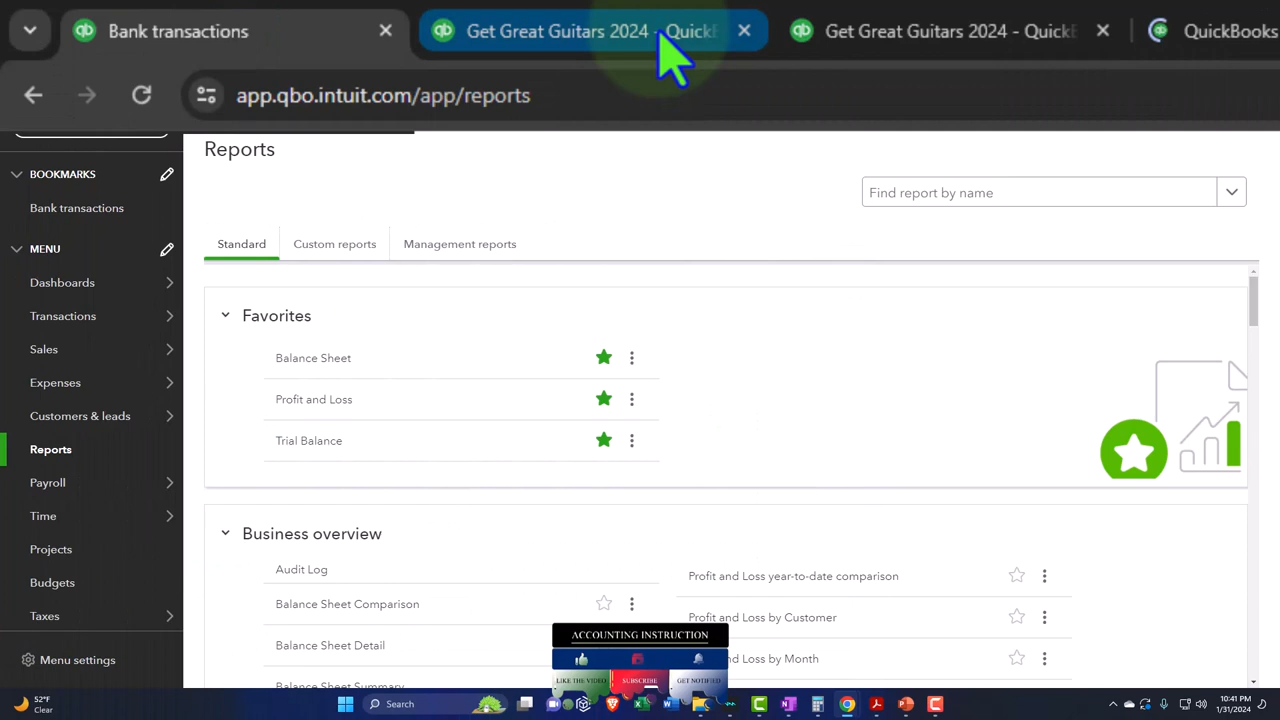 Bank transactions
Get Great Guitars 2024 - QuickB
Get Great Guitars 2024 - QuickB
QuickBooks
app.qbo.intuit.com/app/reports
Reports
BOOKMARKS
Bank transactions
MENU
Dashboards
Transactions
Sales
Expenses
Customers & leads
Reports
Payroll
Time
Projects
Budgets
Taxes
Menu settings
Find report by name
Standard
Custom reports
Management reports
Favorites
Balance Sheet
Profit and Loss
Trial Balance
Business overview
Audit Log
Balance Sheet Comparison
Balance Sheet Detail
Balance Sheet Summary
Profit and Loss year-to-date comparison
Profit and Loss by Customer
nd Loss by Month
ACCOUNTING INSTRUCTION
LIKE THE VIDEO
SUBSCRIBE
GET NOTIFIED
52°F
Clear
Search
10:41 PM
1/31/2024